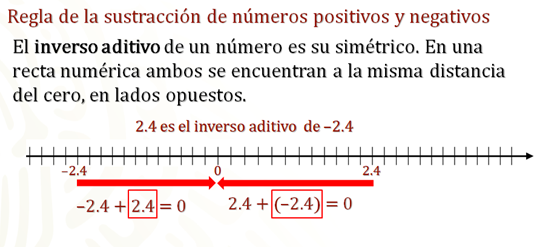 Regla de la sustracción de números positivos y negativos
El inverso aditivo de un número es su simétrico. En una
recta numérica ambos se encuentran a la misma distancia
del cero, en lados opuestos.
2.4 es el inverso aditivo de −2.4
−2.4 0 2.4
−2.4 + 2.4 = 0 2.4 + (−2.4) = 0